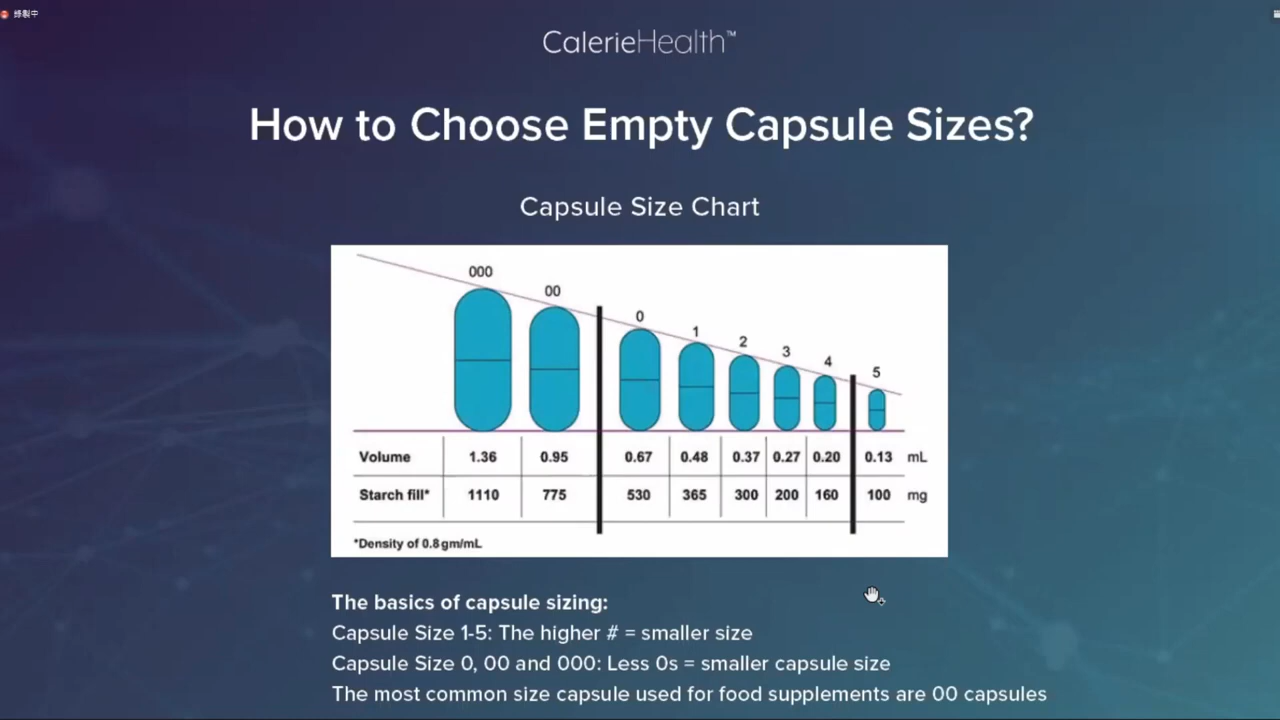 錄製中
CalerieHealth™
How to Choose Empty Capsule Sizes?
Capsule Size Chart
000 00 0 1 2 3 4 5
Volume 1.36 0.95 0.67 0.48 0.37 0.27 0.20 0.13 mL
Starch fill* 1110 775 530 365 300 200 160 100 mg
*Density of 0.8 gm/mL
The basics of capsule sizing:
Capsule Size 1-5: The higher # = smaller size
Capsule Size 0, 00 and 000: Less 0s = smaller capsule size
The most common size capsule used for food supplements are 00 capsules